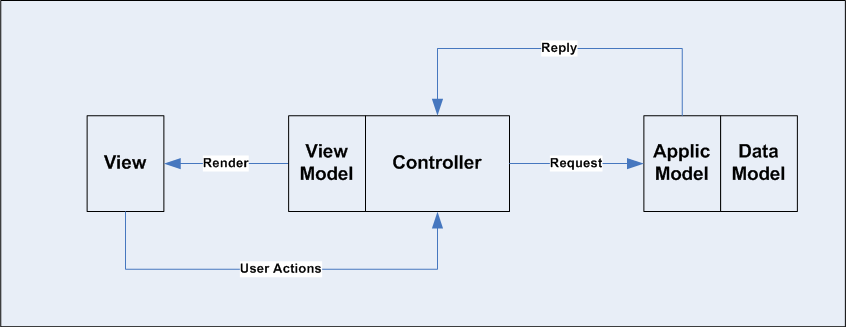 Reply
View
Render
View
Model
Controller
Request
Applic
Model
Data
Model
User Actions